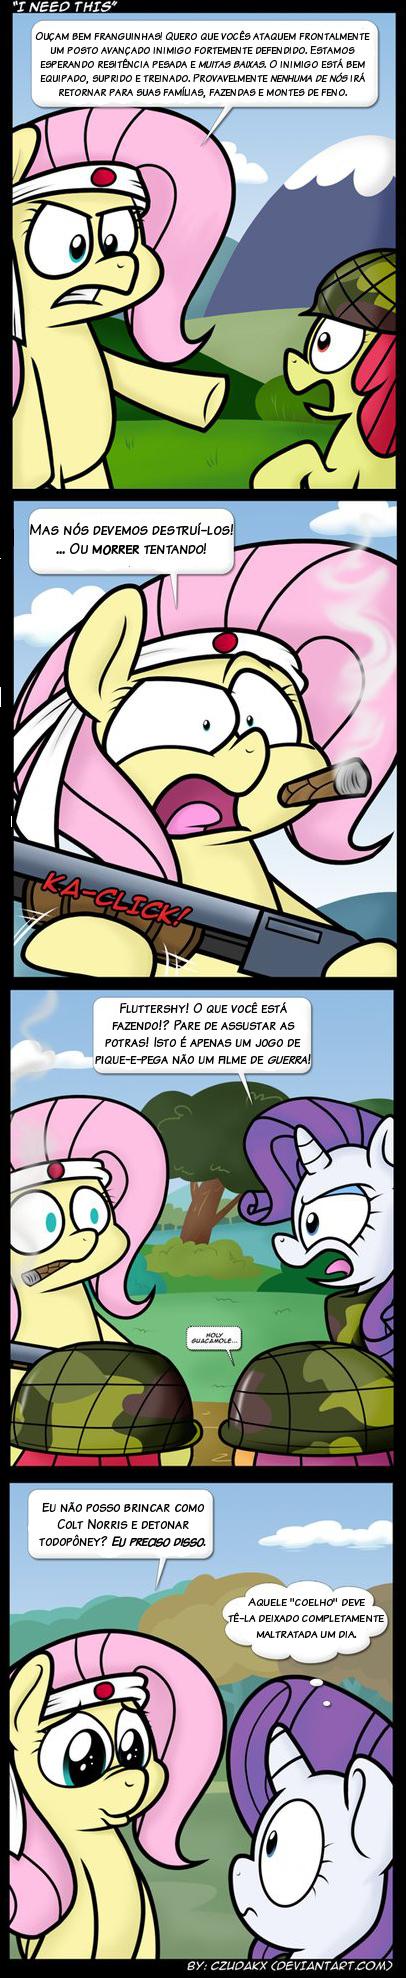 "I NEED THIS"
OUÇAM BEM FRANGUINHAS! QUERO QUE VOCÊS ATAQUEM FRONTALMENTE
UM POSTO AVANÇADO INIMIGO FORTEMENTE DEFENDIDO. ESTAMOS
ESPERANDO RESITÊNCIA PESADA E MUITAS BAIXAS. O INIMIGO ESTÁ BEM
EQUIPADO, SUPRIDO E TREINADO. PROVAVELMENTE NENHUMA DE NÓS IRÁ
RETORNAR PARA SUAS FAMÍLIAS, FAZENDAS E MONTES DE FENO.
MAS NÓS DEVEMOS DESTRUÍ-LOS!
... OU MORRER TENTANDO!
KA-CLICK!
FLUTTERSHY! O QUE VOCÊ ESTÁ
FAZENDO!? PARE DE ASSUSTAR AS
POTRAS! ISTO É APENAS UM JOGO DE
PIQUE-E-PEGA NÃO UM FILME DE GUERRA!
HOLY
GUACAMOLE...
EU NÃO POSSO BRINCAR COMO
COLT NORRIS E DETONAR
TODOPÔNEY? EU PRECISO DISSO.
AQUELE "COELHO" DEVE
TÊ-LA DEIXADO COMPLETAMENTE
MALTRATADA UM DIA.
BY: CZUDAKX (DEVIANTART.COM)